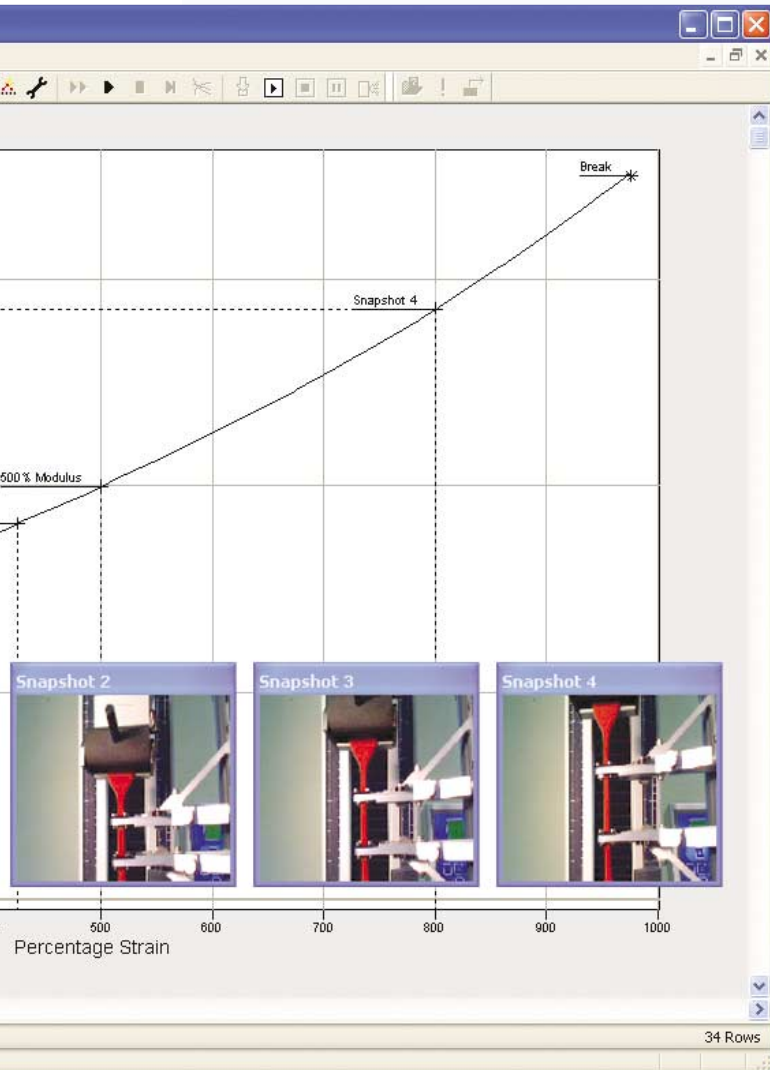 Break
Snapshot 4
500 % Modulus
Snapshot 2
Snapshot 3
Snapshot 4
500
600
700
800
900
1000
Percentage Strain
34 Rows